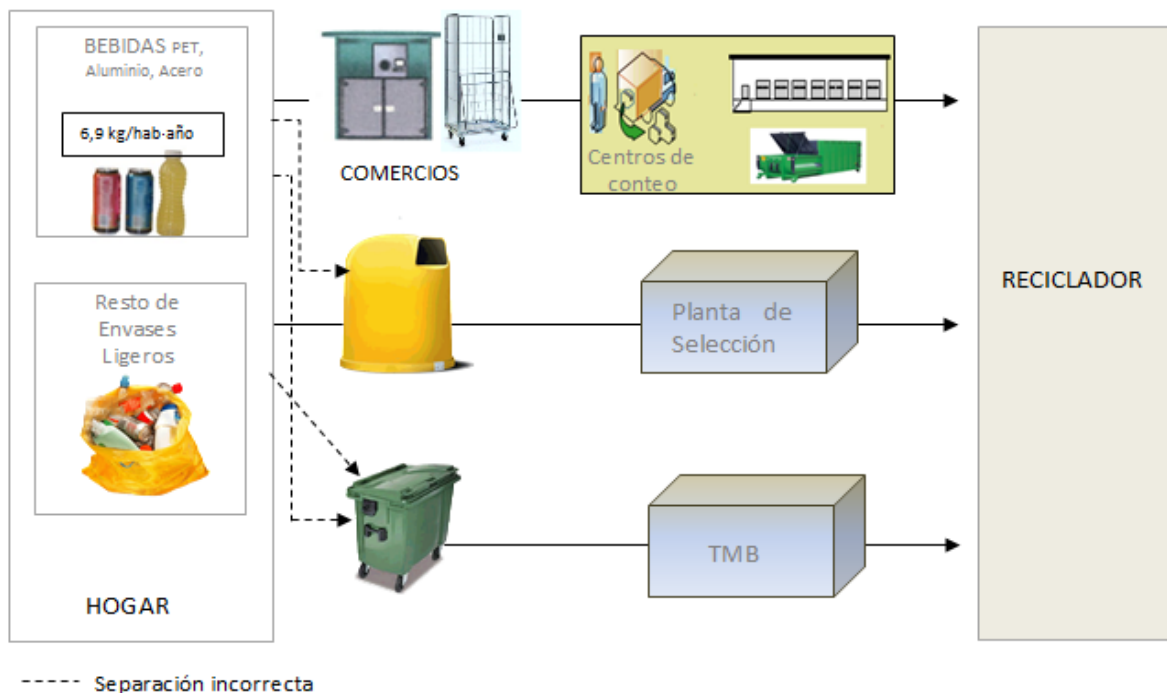 BEBIDAS PET,
Aluminio, Acero
6,9 kg/hab·año
COMERCIOS
Centros de
conteo
Resto de
Envases
Ligeros
Planta de
Selección
RECICLADOR
TMB
HOGAR
----- Separación incorrecta